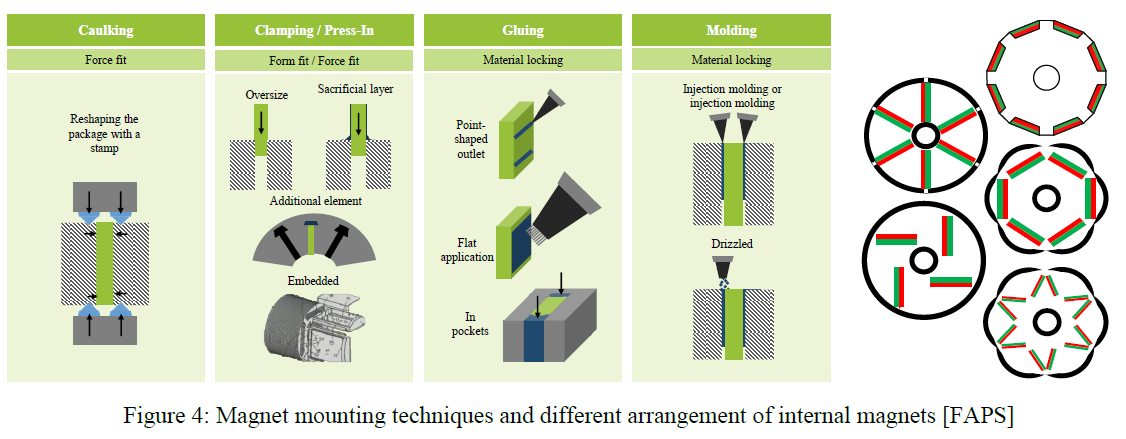 Caulking
Force fit
Reshaping the
package with a
stamp
Clamping / Press-In
Form fit / Force fit
Oversize
Sacrificial layer
Additional element
Embedded
Gluing
Material locking
Point-
shaped
outlet
Flat
application
In
pockets
Molding
Material locking
Injection molding or
injection molding
Drizzled
Figure 4: Magnet mounting techniques and different arrangement of internal magnets [FAPS]